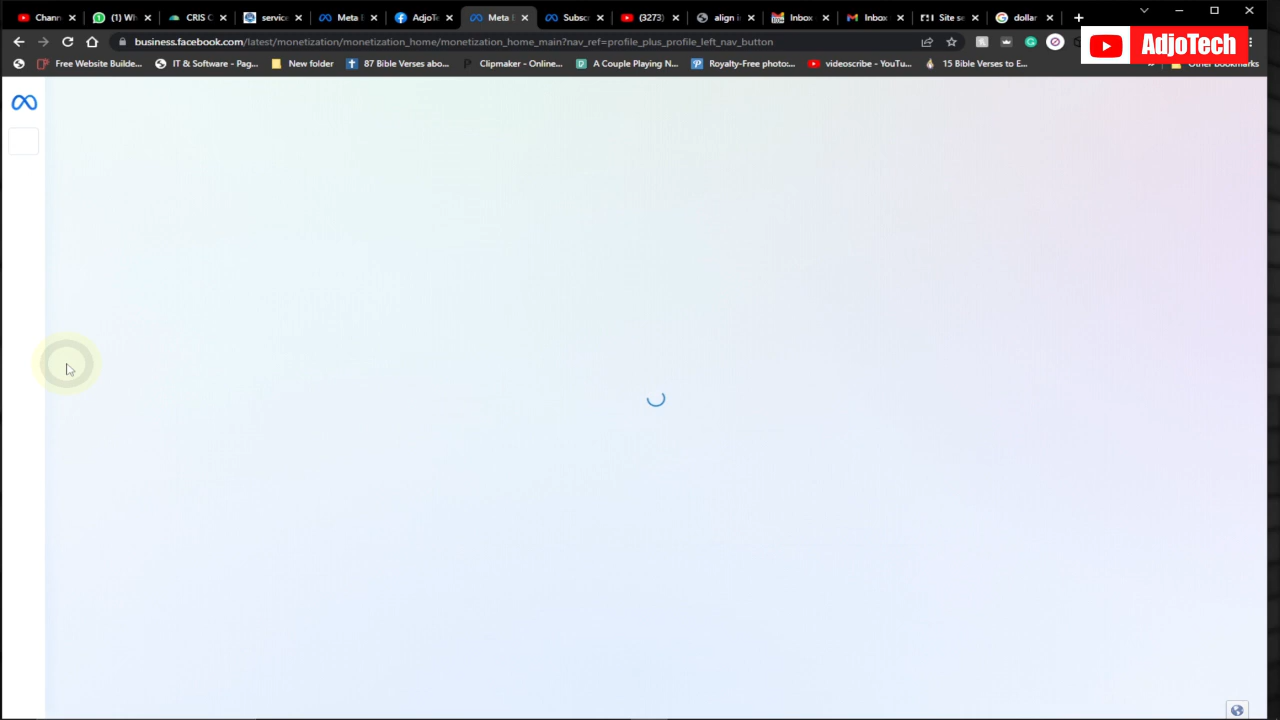 Chann
(1) Wh
CRIS C
service
Meta E
AdjoTe
Meta E
Subscr
(3273)
align i
Inbox
Inbox
Site se
dollar
business.facebook.com/latest/monetization/monetization_home/monetization_home_main?nav_ref=profile_plus_profile_left_nav_button
AdjoTech
Free Website Builde...
IT & Software - Pag...
New folder
87 Bible Verses abo...
Clipmaker - Online...
A Couple Playing N...
Royalty-Free photo:...
videoscribe - YouTu...
15 Bible Verses to E...
Other bookmarks